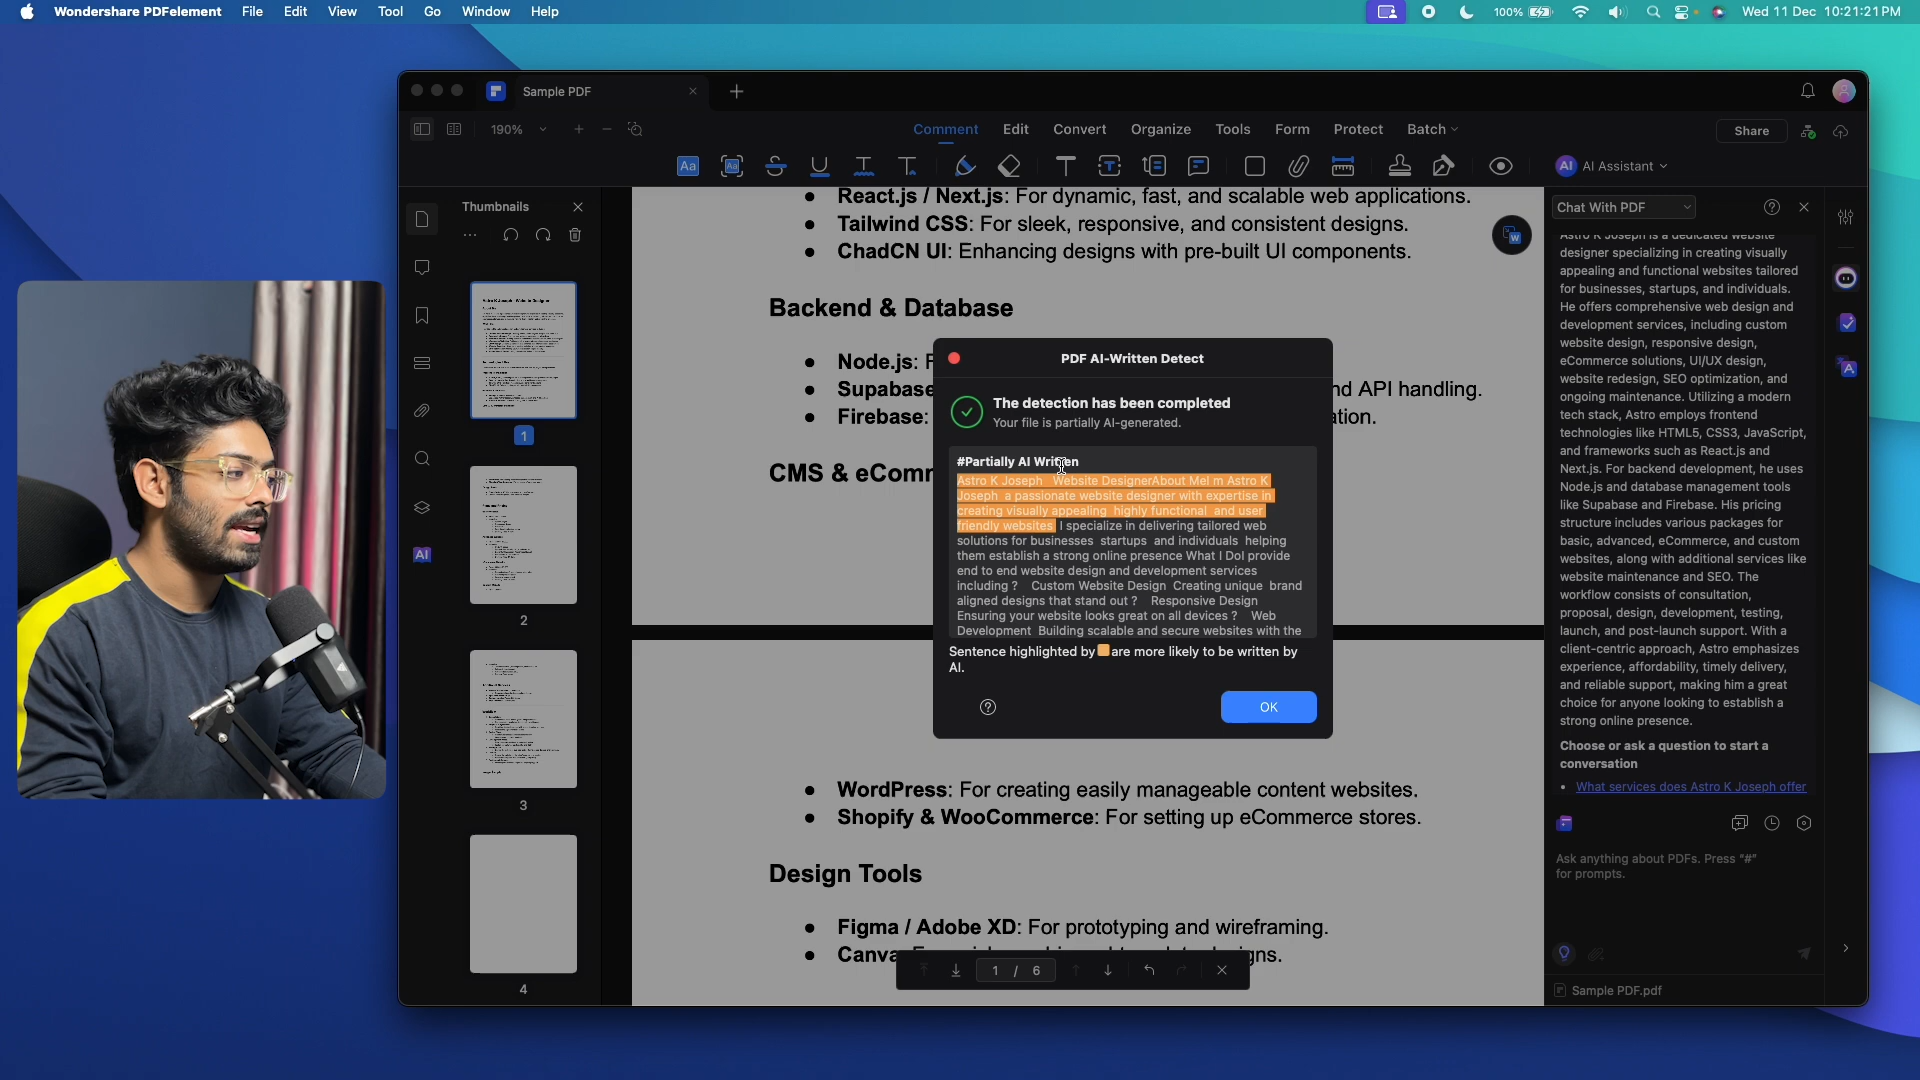 Wondershare PDFelement File Edit View Tool Go Window Help
100% Wed 11 Dec 10:21:21 PM
Sample PDF
190%
Comment Edit Convert Organize Tools Form Protect Batch
Share
AI Assistant
Thumbnails
1
2
3
4
React.js / Next.js: For dynamic, fast, and scalable web applications.
Tailwind CSS: For sleek, responsive, and consistent designs.
ChadCN UI: Enhancing designs with pre-built UI components.
Backend & Database
Node.js:
Supabase nd API handling.
Firebase: tion.
CMS & eCom
PDF AI-Written Detect
The detection has been completed
Your file is partially AI-generated.
#Partially AI Written
Astro K Joseph Website DesignerAbout MeI m Astro K
Joseph a passionate website designer with expertise in
creating visually appealing highly functional and user
friendly websites I specialize in delivering tailored web
solutions for businesses startups and individuals helping
them establish a strong online presence What I DoI provide
end to end website design and development services
including ? Custom Website Design Creating unique brand
aligned designs that stand out ? Responsive Design
Ensuring your website looks great on all devices ? Web
Development Building scalable and secure websites with the
Sentence highlighted by are more likely to be written by
AI.
OK
WordPress: For creating easily manageable content websites.
Shopify & WooCommerce: For setting up eCommerce stores.
Design Tools
Figma / Adobe XD: For prototyping and wireframing.
Canva gns.
1 / 6
Chat With PDF
Astro K Joseph is a dedicated website
designer specializing in creating visually
appealing and functional websites tailored
for businesses, startups, and individuals.
He offers comprehensive web design and
development services, including custom
website design, responsive design,
eCommerce solutions, UI/UX design,
website redesign, SEO optimization, and
ongoing maintenance. Utilizing a modern
tech stack, Astro employs frontend
technologies like HTML5, CSS3, JavaScript,
and frameworks such as React.js and
Next.js. For backend development, he uses
Node.js and database management tools
like Supabase and Firebase. His pricing
structure includes various packages for
basic, advanced, eCommerce, and custom
websites, along with additional services like
website maintenance and SEO. The
workflow consists of consultation,
proposal, design, development, testing,
launch, and post-launch support. With a
client-centric approach, Astro emphasizes
experience, affordability, timely delivery,
and reliable support, making him a great
choice for anyone looking to establish a
strong online presence.
Choose or ask a question to start a
conversation
What services does Astro K Joseph offer
Ask anything about PDFs. Press "#"
for prompts.
Sample PDF.pdf